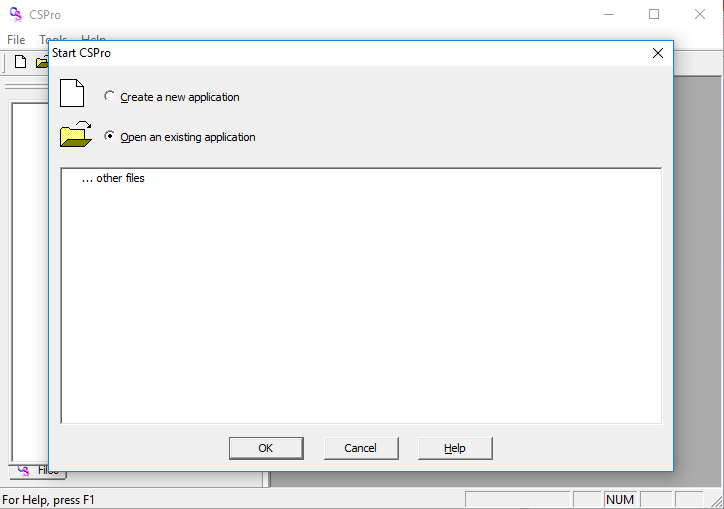 CSPro
File Tools Help
Start CSPro
Create a new application
Open an existing application
... other files
OK Cancel Help
Files
For Help, press F1 NUM